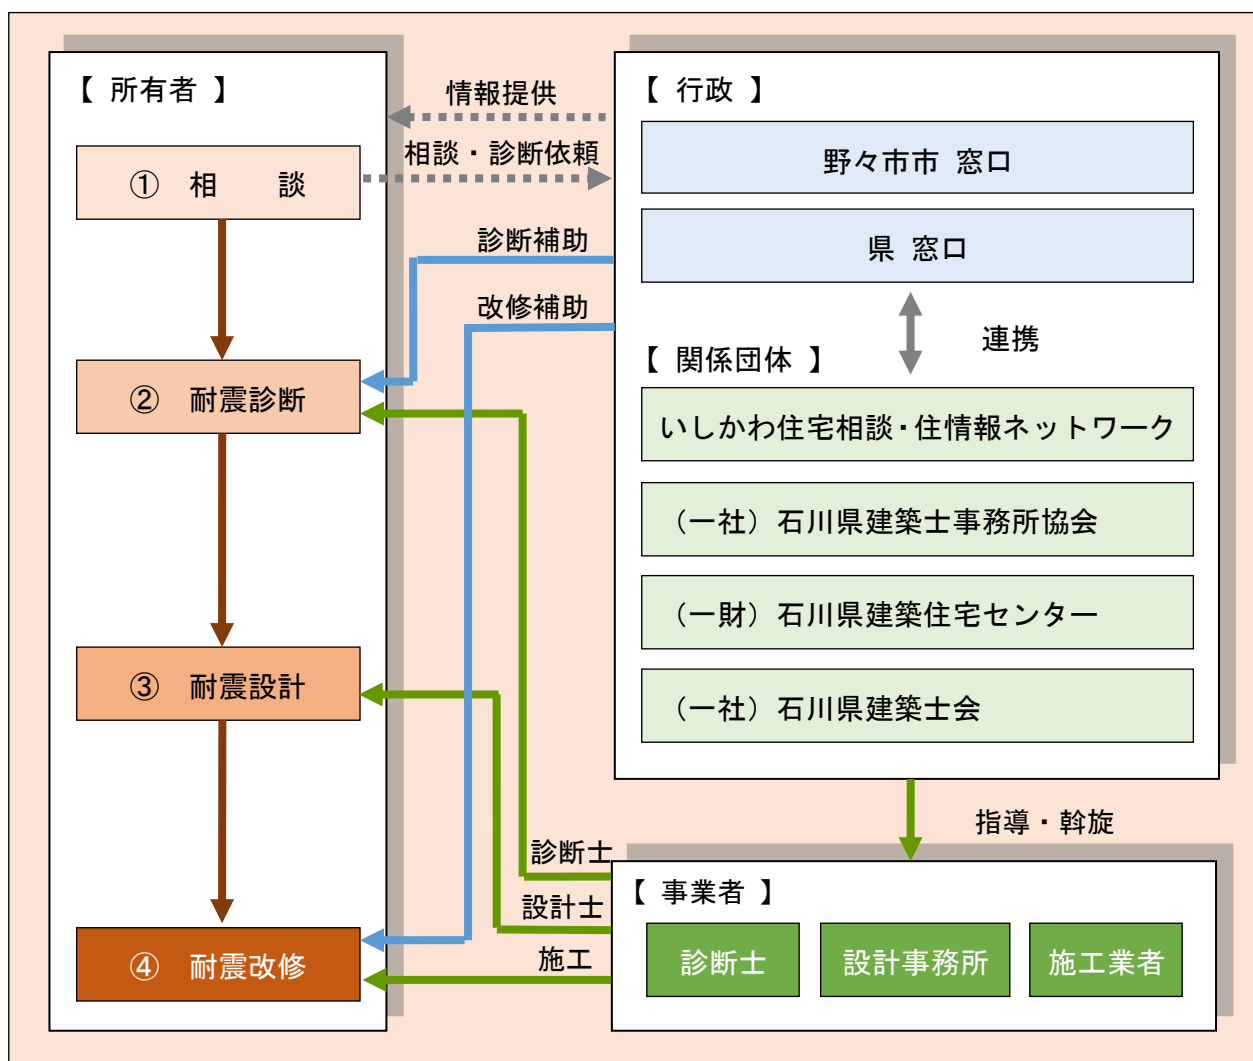 【 所有者 】
① 相　　談
② 耐震診断
③ 耐震設計
④ 耐震改修
情報提供
相談・診断依頼
診断補助
改修補助
【 行政 】
野々市市 窓口
県 窓口
連携
【 関係団体 】
いしかわ住宅相談・住情報ネットワーク
（一社）石川県建築士事務所協会
（一財）石川県建築住宅センター
（一社）石川県建築士会
指導・斡旋
診断士
設計士
施工
【 事業者 】
診断士
設計事務所
施工業者